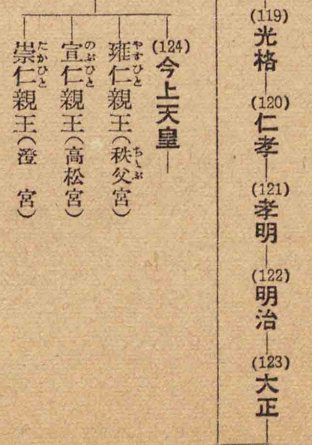 (119)
光格
(120)
仁孝
(121)
孝明
(122)
明治
(123)
大正
(124)
今上天皇
雍仁親王(秩父宮)
やすひと
ちゝぶ
宣仁親王(高松宮)
のぶひと
崇仁親王(澄 宮)
たかひと